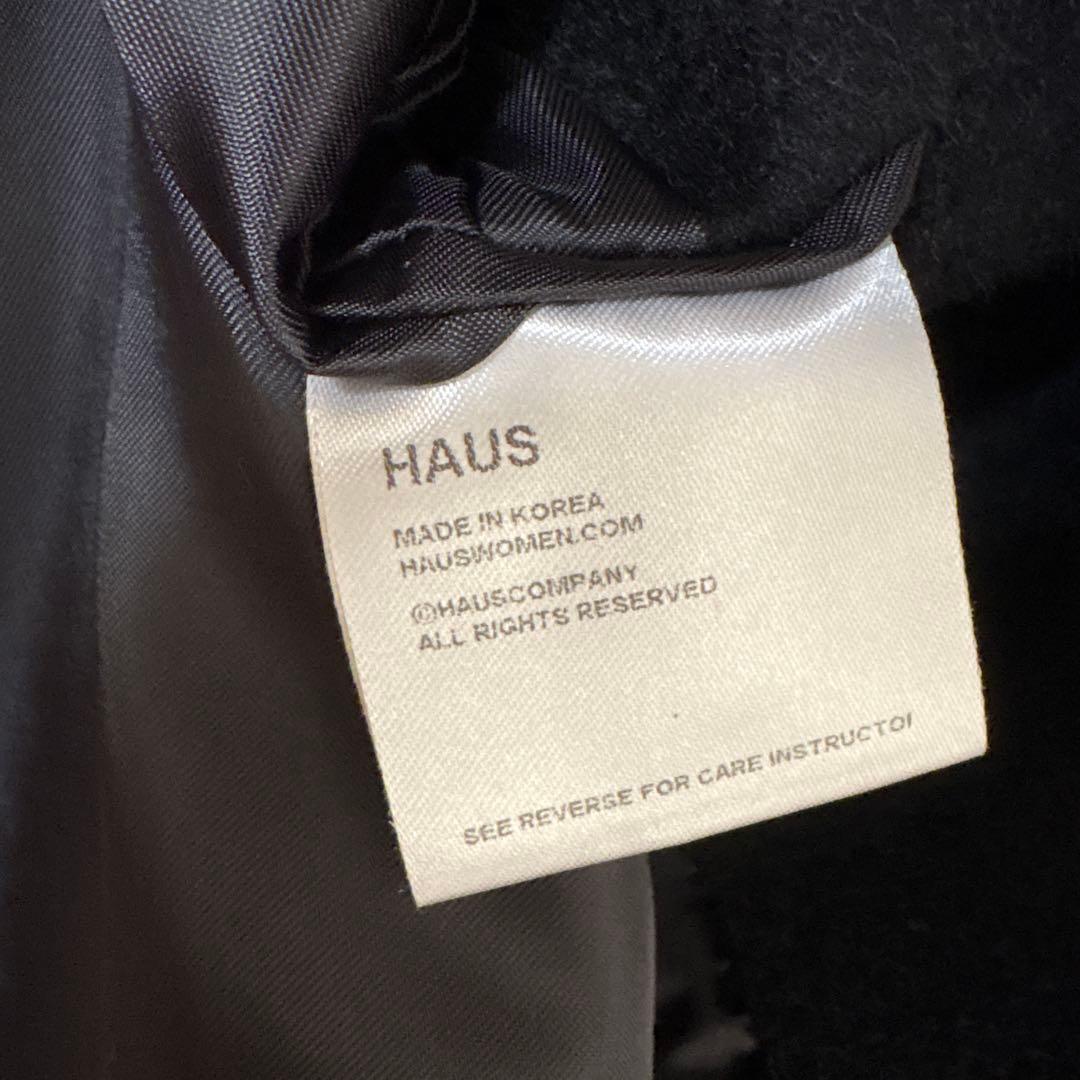 HAUS
MADE IN KOREA
HAUSWOMEN.COM
©HAUSCOMPANY
ALL RIGHTS RESERVED
SEE REVERSE FOR CARE INSTRUCTOI